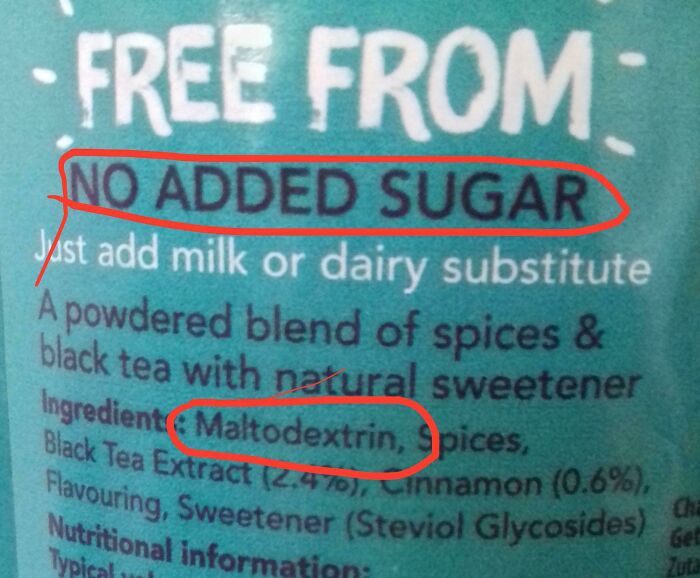 FREE FROM
NO ADDED SUGAR
Just add milk or dairy substitute
A powdered blend of spices &
black tea with natural sweetener
Ingredients: Maltodextrin, Spices,
Black Tea Extract (2.4%), Cinnamon (0.6%),
Flavouring, Sweetener (Steviol Glycosides)
Nutritional information:
Typical